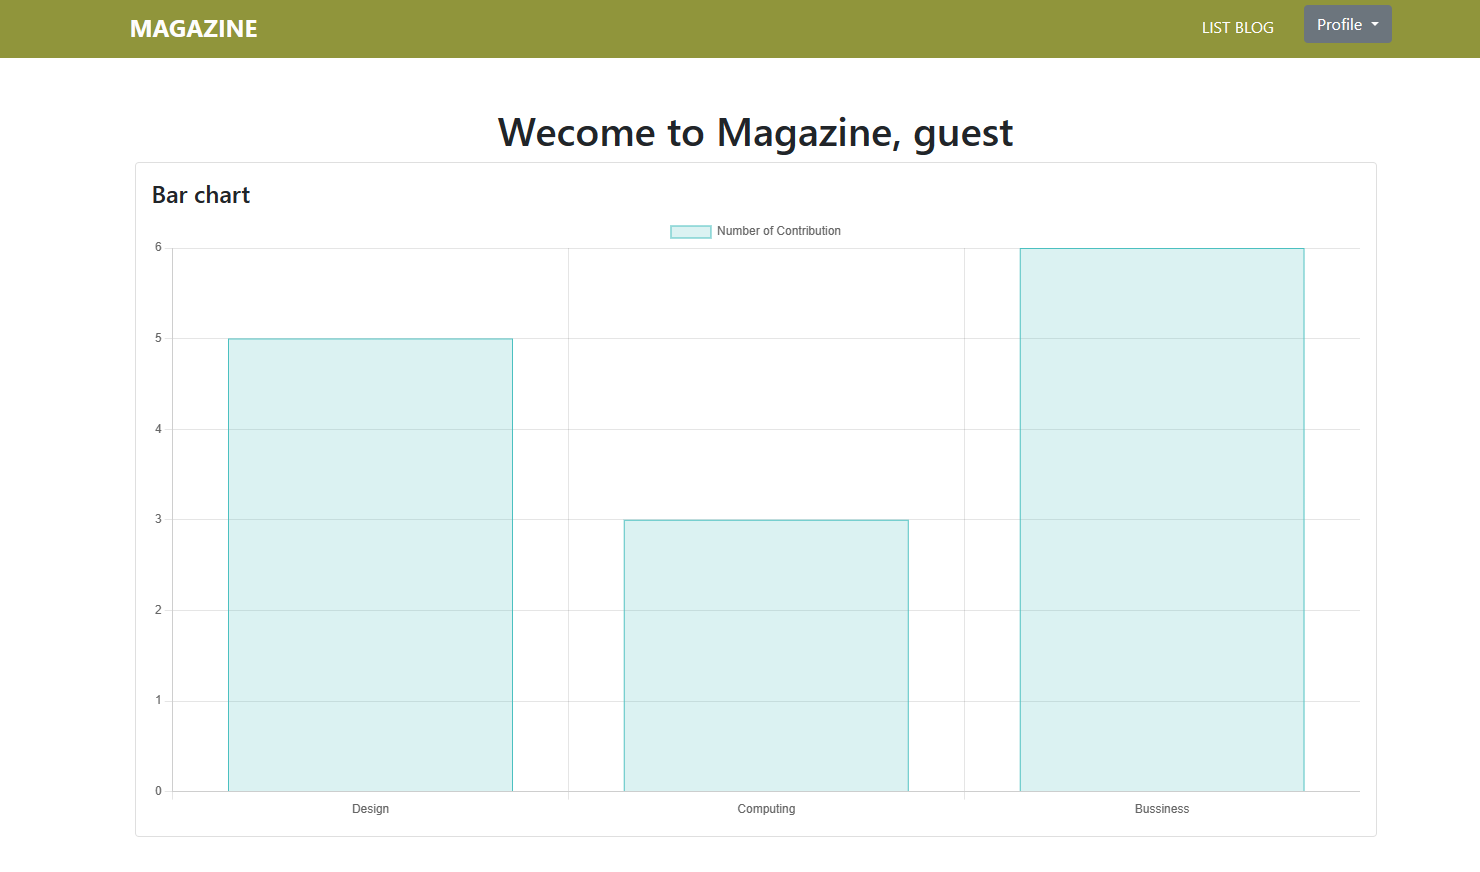 MAGAZINE
LIST BLOG
Profile
Wecome to Magazine, guest
Bar chart
Number of Contribution
6
5
4
3
2
1
0
Design
Computing
Bussiness